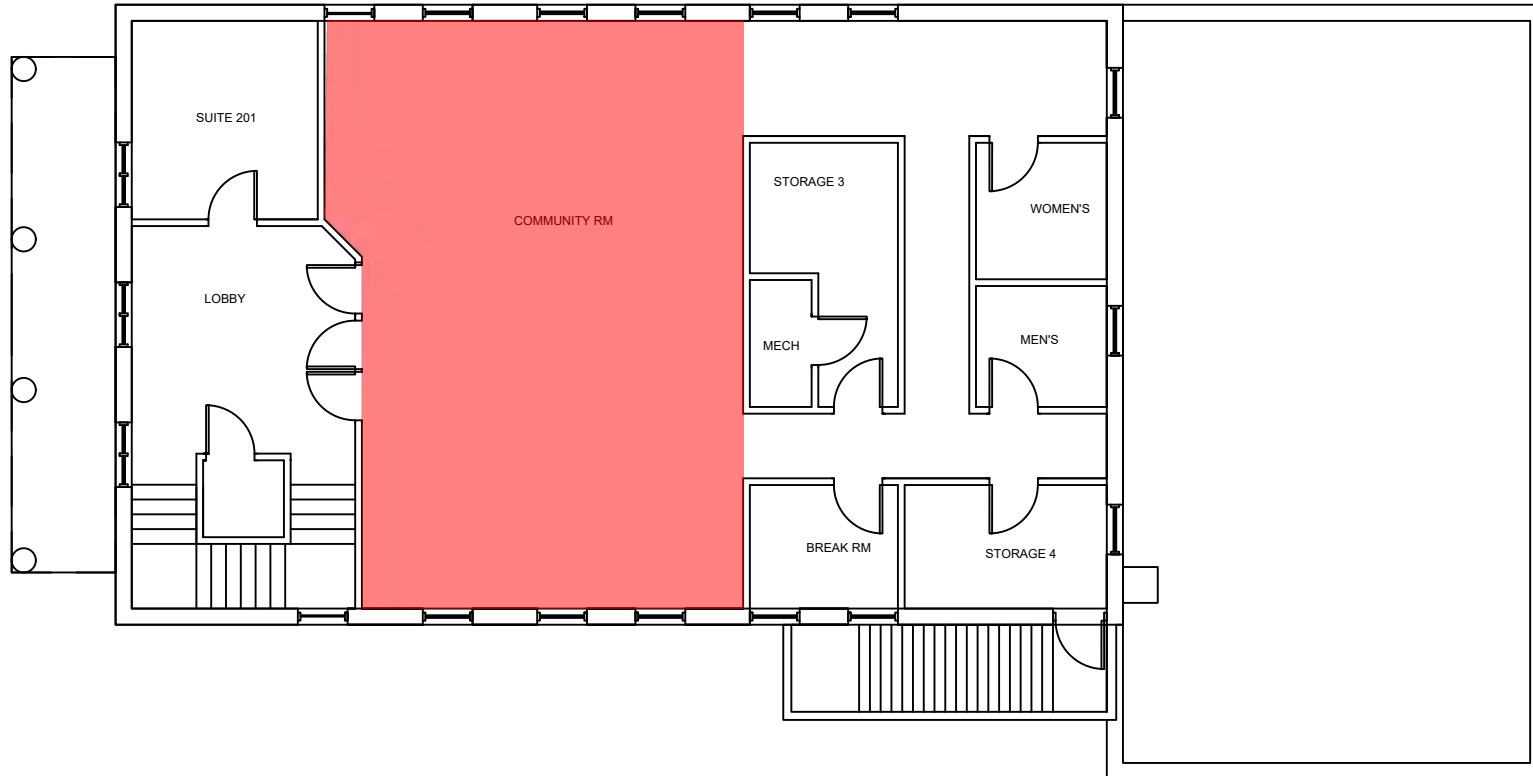 SUITE 201
STORAGE 3
WOMEN'S
COMMUNITY RM
LOBBY
MECH
MEN'S
BREAK RM
STORAGE 4